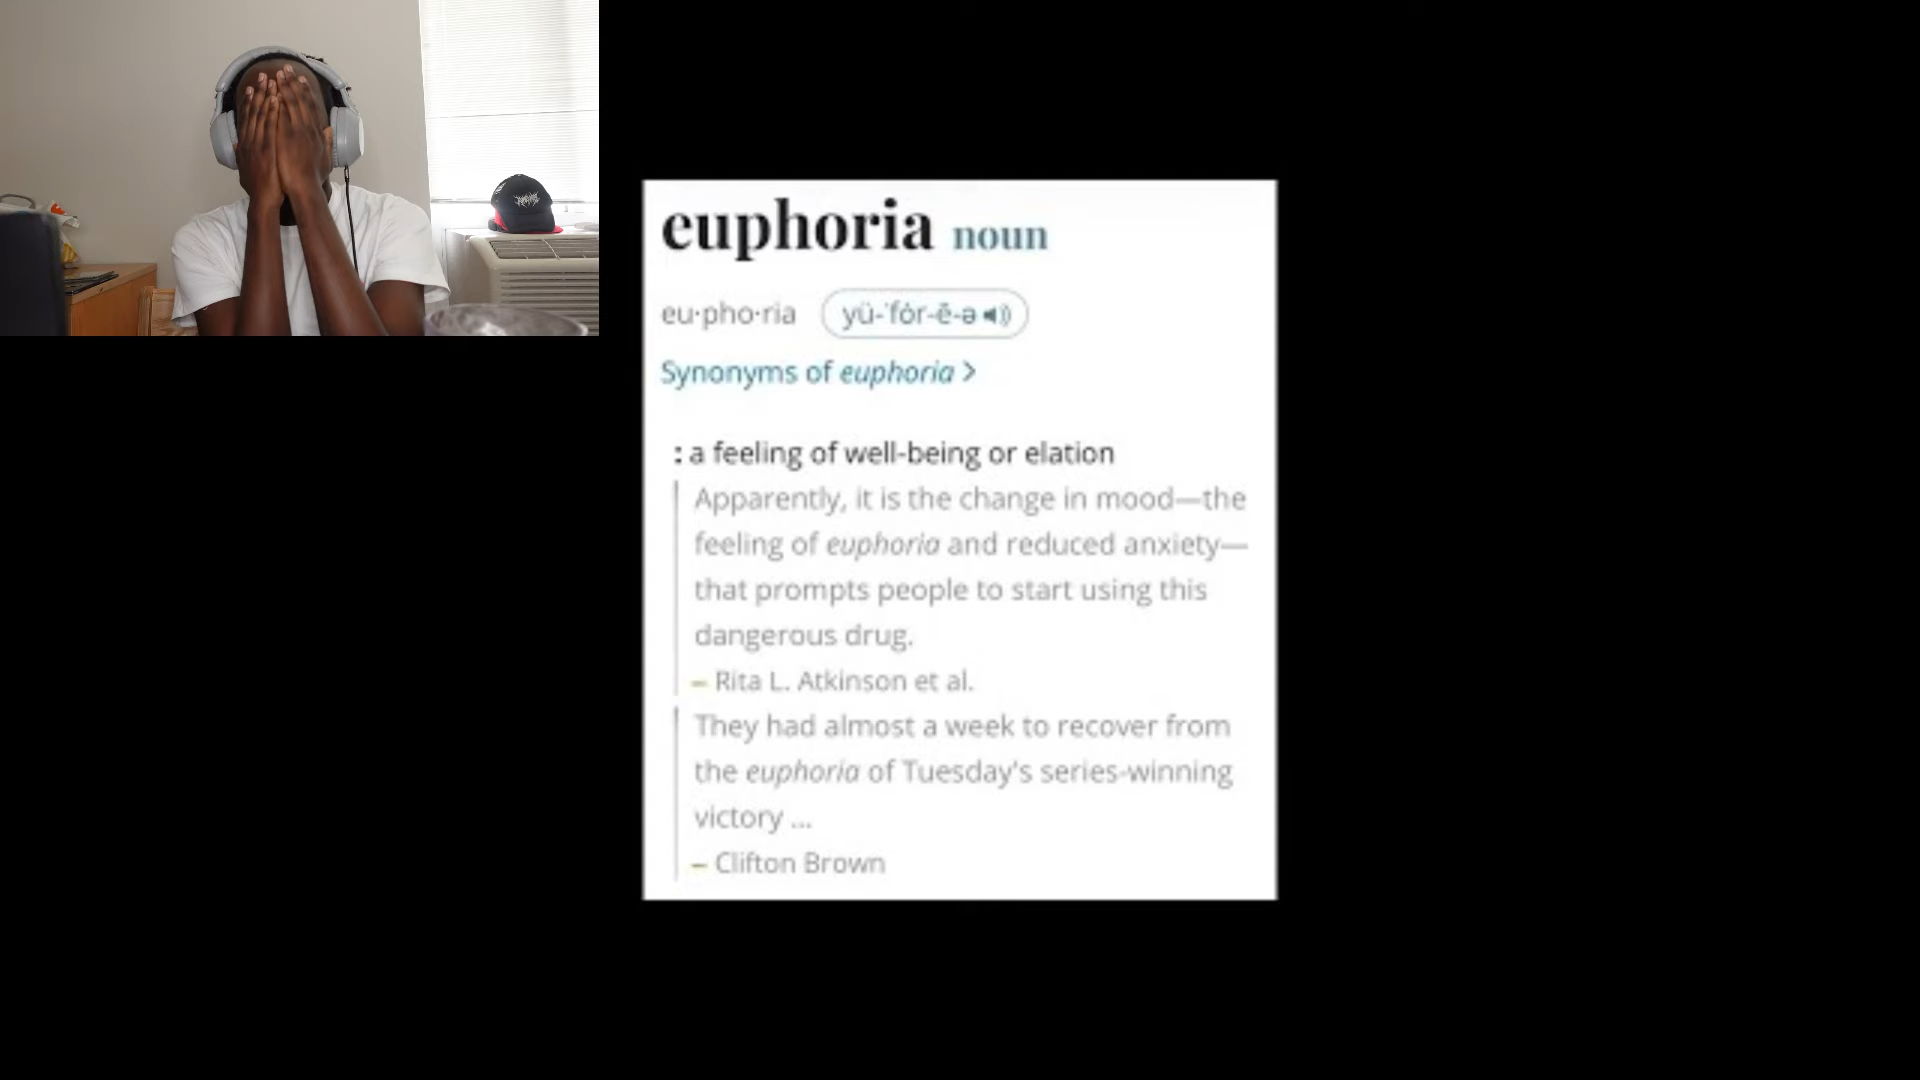 euphoria noun
eu·pho·ria yü-ˈfȯr-ē-ə
Synonyms of euphoria >
: a feeling of well-being or elation
Apparently, it is the change in mood—the
feeling of euphoria and reduced anxiety—
that prompts people to start using this
dangerous drug.
– Rita L. Atkinson et al.
They had almost a week to recover from
the euphoria of Tuesday's series-winning
victory ...
– Clifton Brown